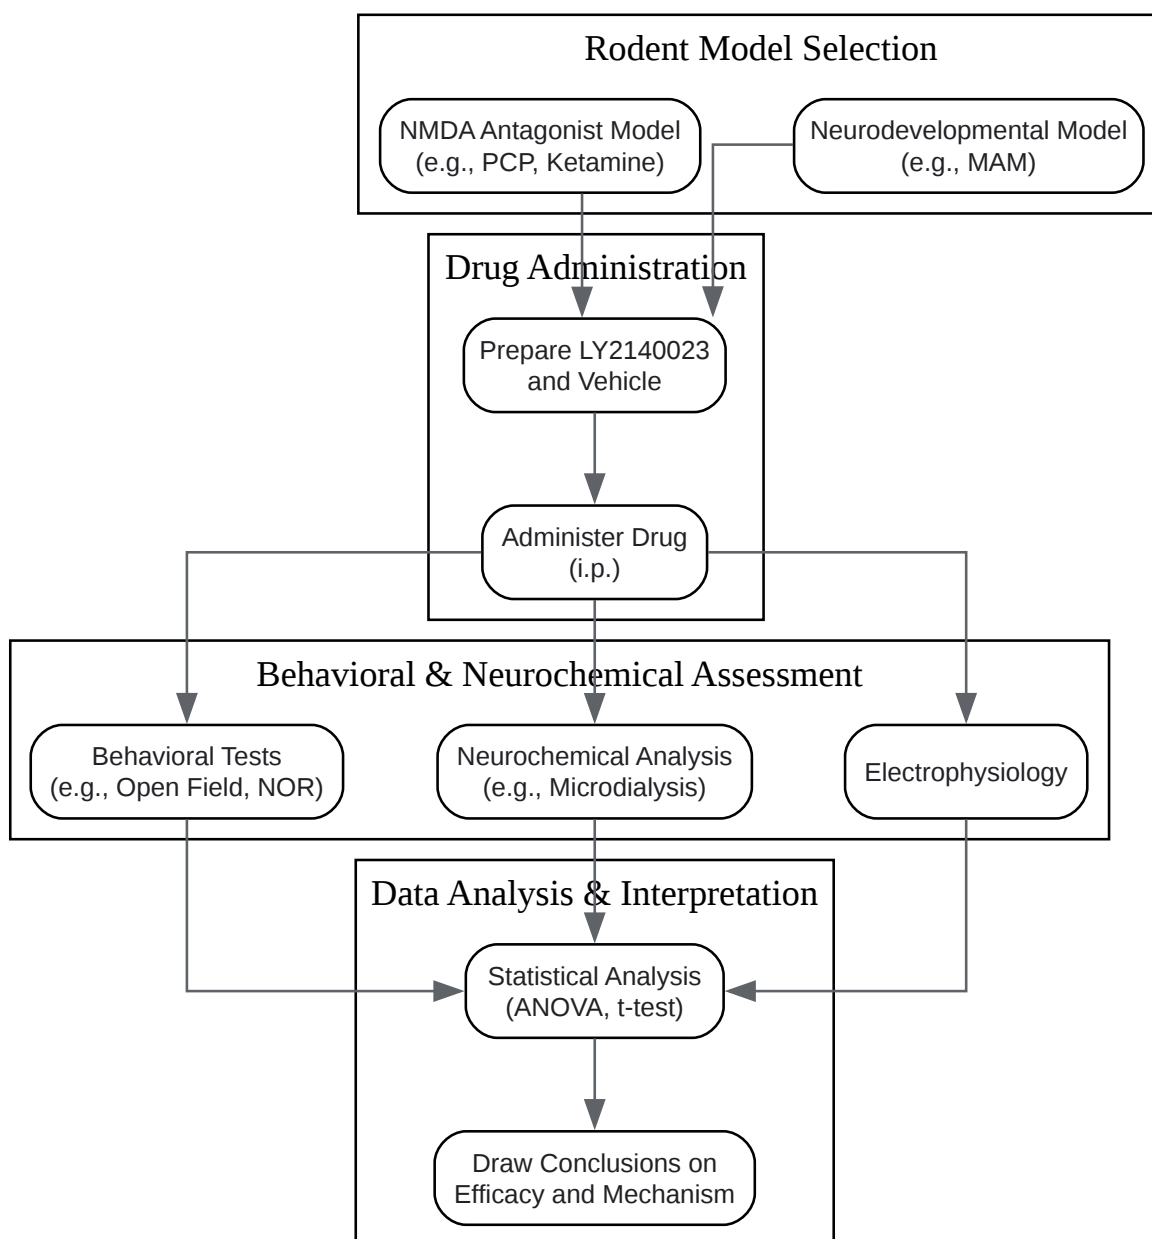 Rodent Model Selection
NMDA Antagonist Model
(e.g., PCP, Ketamine)
Neurodevelopmental Model
(e.g., MAM)
Drug Administration
Prepare LY2140023
and Vehicle
Administer Drug
(i.p.)
Behavioral & Neurochemical Assessment
Behavioral Tests
(e.g., Open Field, NOR)
Neurochemical Analysis
(e.g., Microdialysis)
Electrophysiology
Data Analysis & Interpretation
Statistical Analysis
(ANOVA, t-test)
Draw Conclusions on
Efficacy and Mechanism